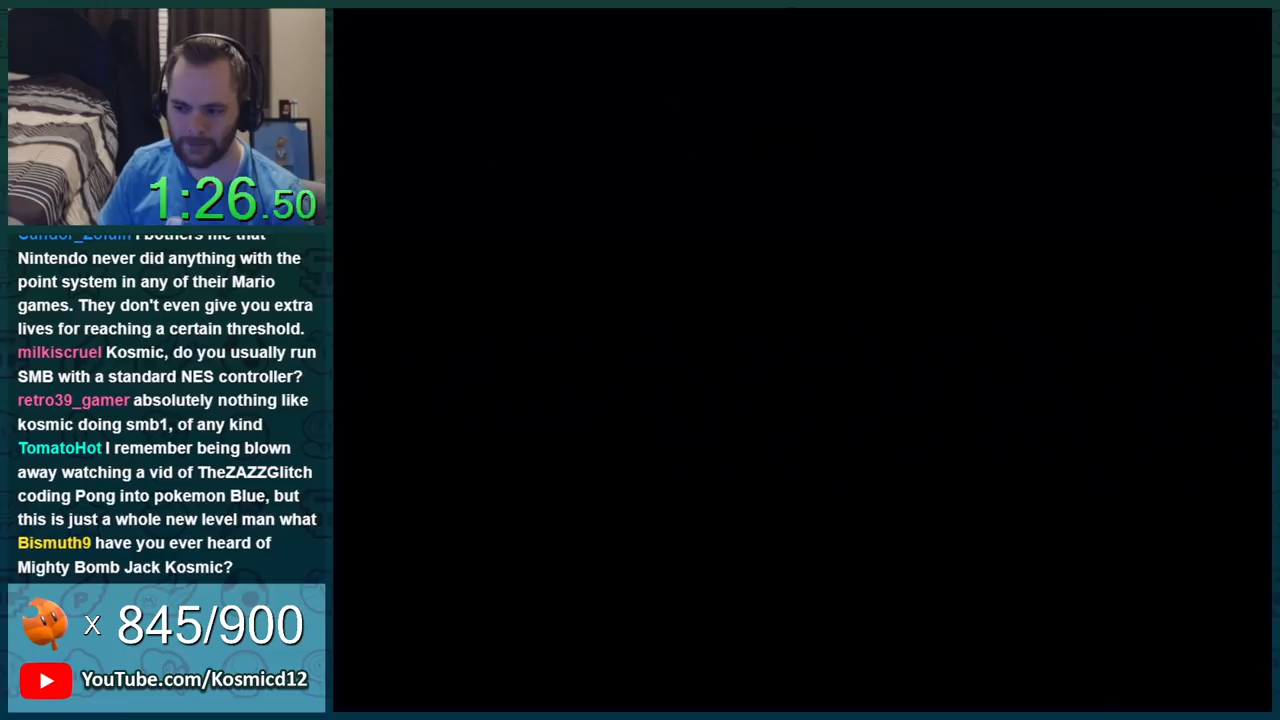 1:26.50
I bothers me that
Nintendo never did anything with the
point system in any of their Mario
games. They don't even give you extra
lives for reaching a certain threshold.
milkiscruel Kosmic, do you usually run
SMB with a standard NES controller?
retro39_gamer absolutely nothing like
kosmic doing smb1, of any kind
TomatoHot I remember being blown
away watching a vid of TheZAZZGlitch
coding Pong into pokemon Blue, but
this is just a whole new level man what
Bismuth9 have you ever heard of
Mighty Bomb Jack Kosmic?
x 845/900
YouTube.com/Kosmicd12